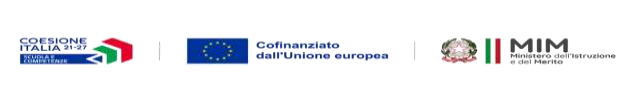 COESIONE
ITALIA 21-27
SCUOLA E
COMPETENZE
Cofinanziato
dall'Unione europea
MIM
Ministero dell'Istruzione
e del Merito